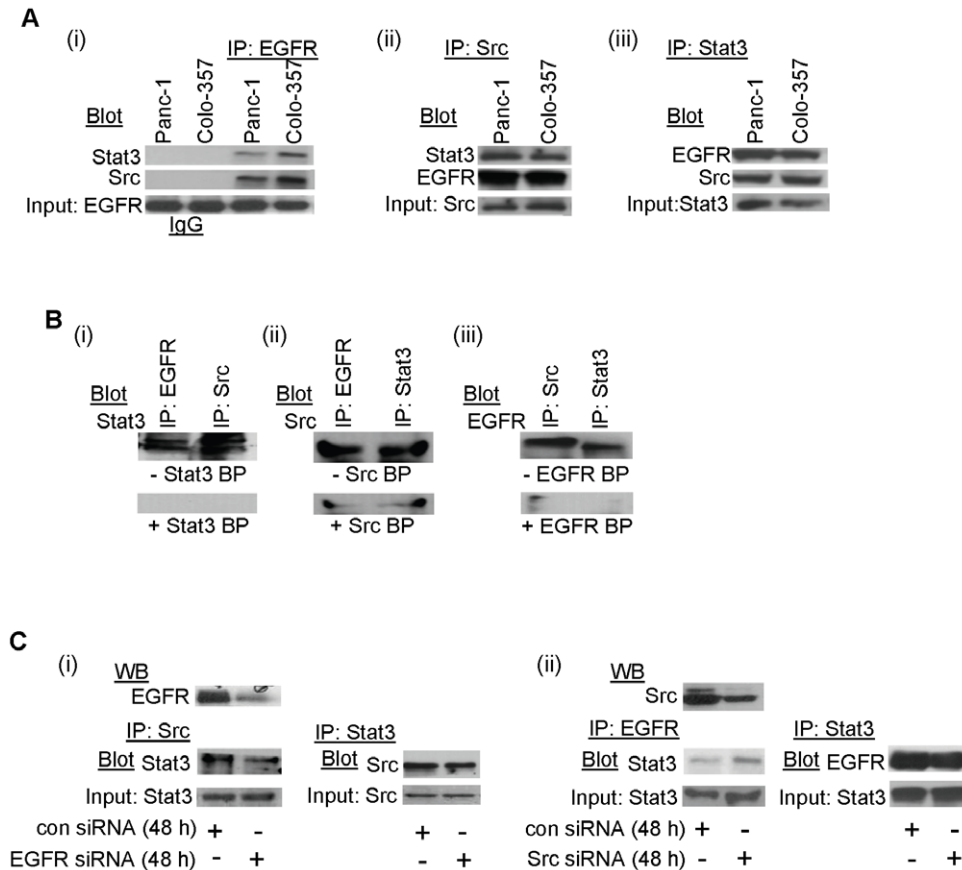 A
(i)
IP: EGFR
Blot
Panc-1
Colo-357
Panc-1
Colo-357
Stat3
Src
Input: EGFR
IgG
(ii)
IP: Src
Blot
Panc-1
Colo-357
Stat3
EGFR
Input: Src
(iii)
IP: Stat3
Blot
Panc-1
Colo-357
EGFR
Src
Input:Stat3
B
(i)
Blot
Stat3
IP: EGFR
IP: Src
- Stat3 BP
+ Stat3 BP
(ii)
Blot
Src
IP: EGFR
IP: Stat3
- Src BP
+ Src BP
(iii)
Blot
EGFR
IP: Src
IP: Stat3
- EGFR BP
+ EGFR BP
C
(i)
WB
EGFR
IP: Src
Blot Stat3
Input: Stat3
con siRNA (48 h) + -
EGFR siRNA (48 h) - +
IP: Stat3
Blot Src
Input: Src
+ -
- +
(ii)
WB
Src
IP: EGFR
Blot Stat3
Input: Stat3
con siRNA (48 h) + -
Src siRNA (48 h) - +
IP: Stat3
Blot EGFR
Input: Stat3
+ -
- +